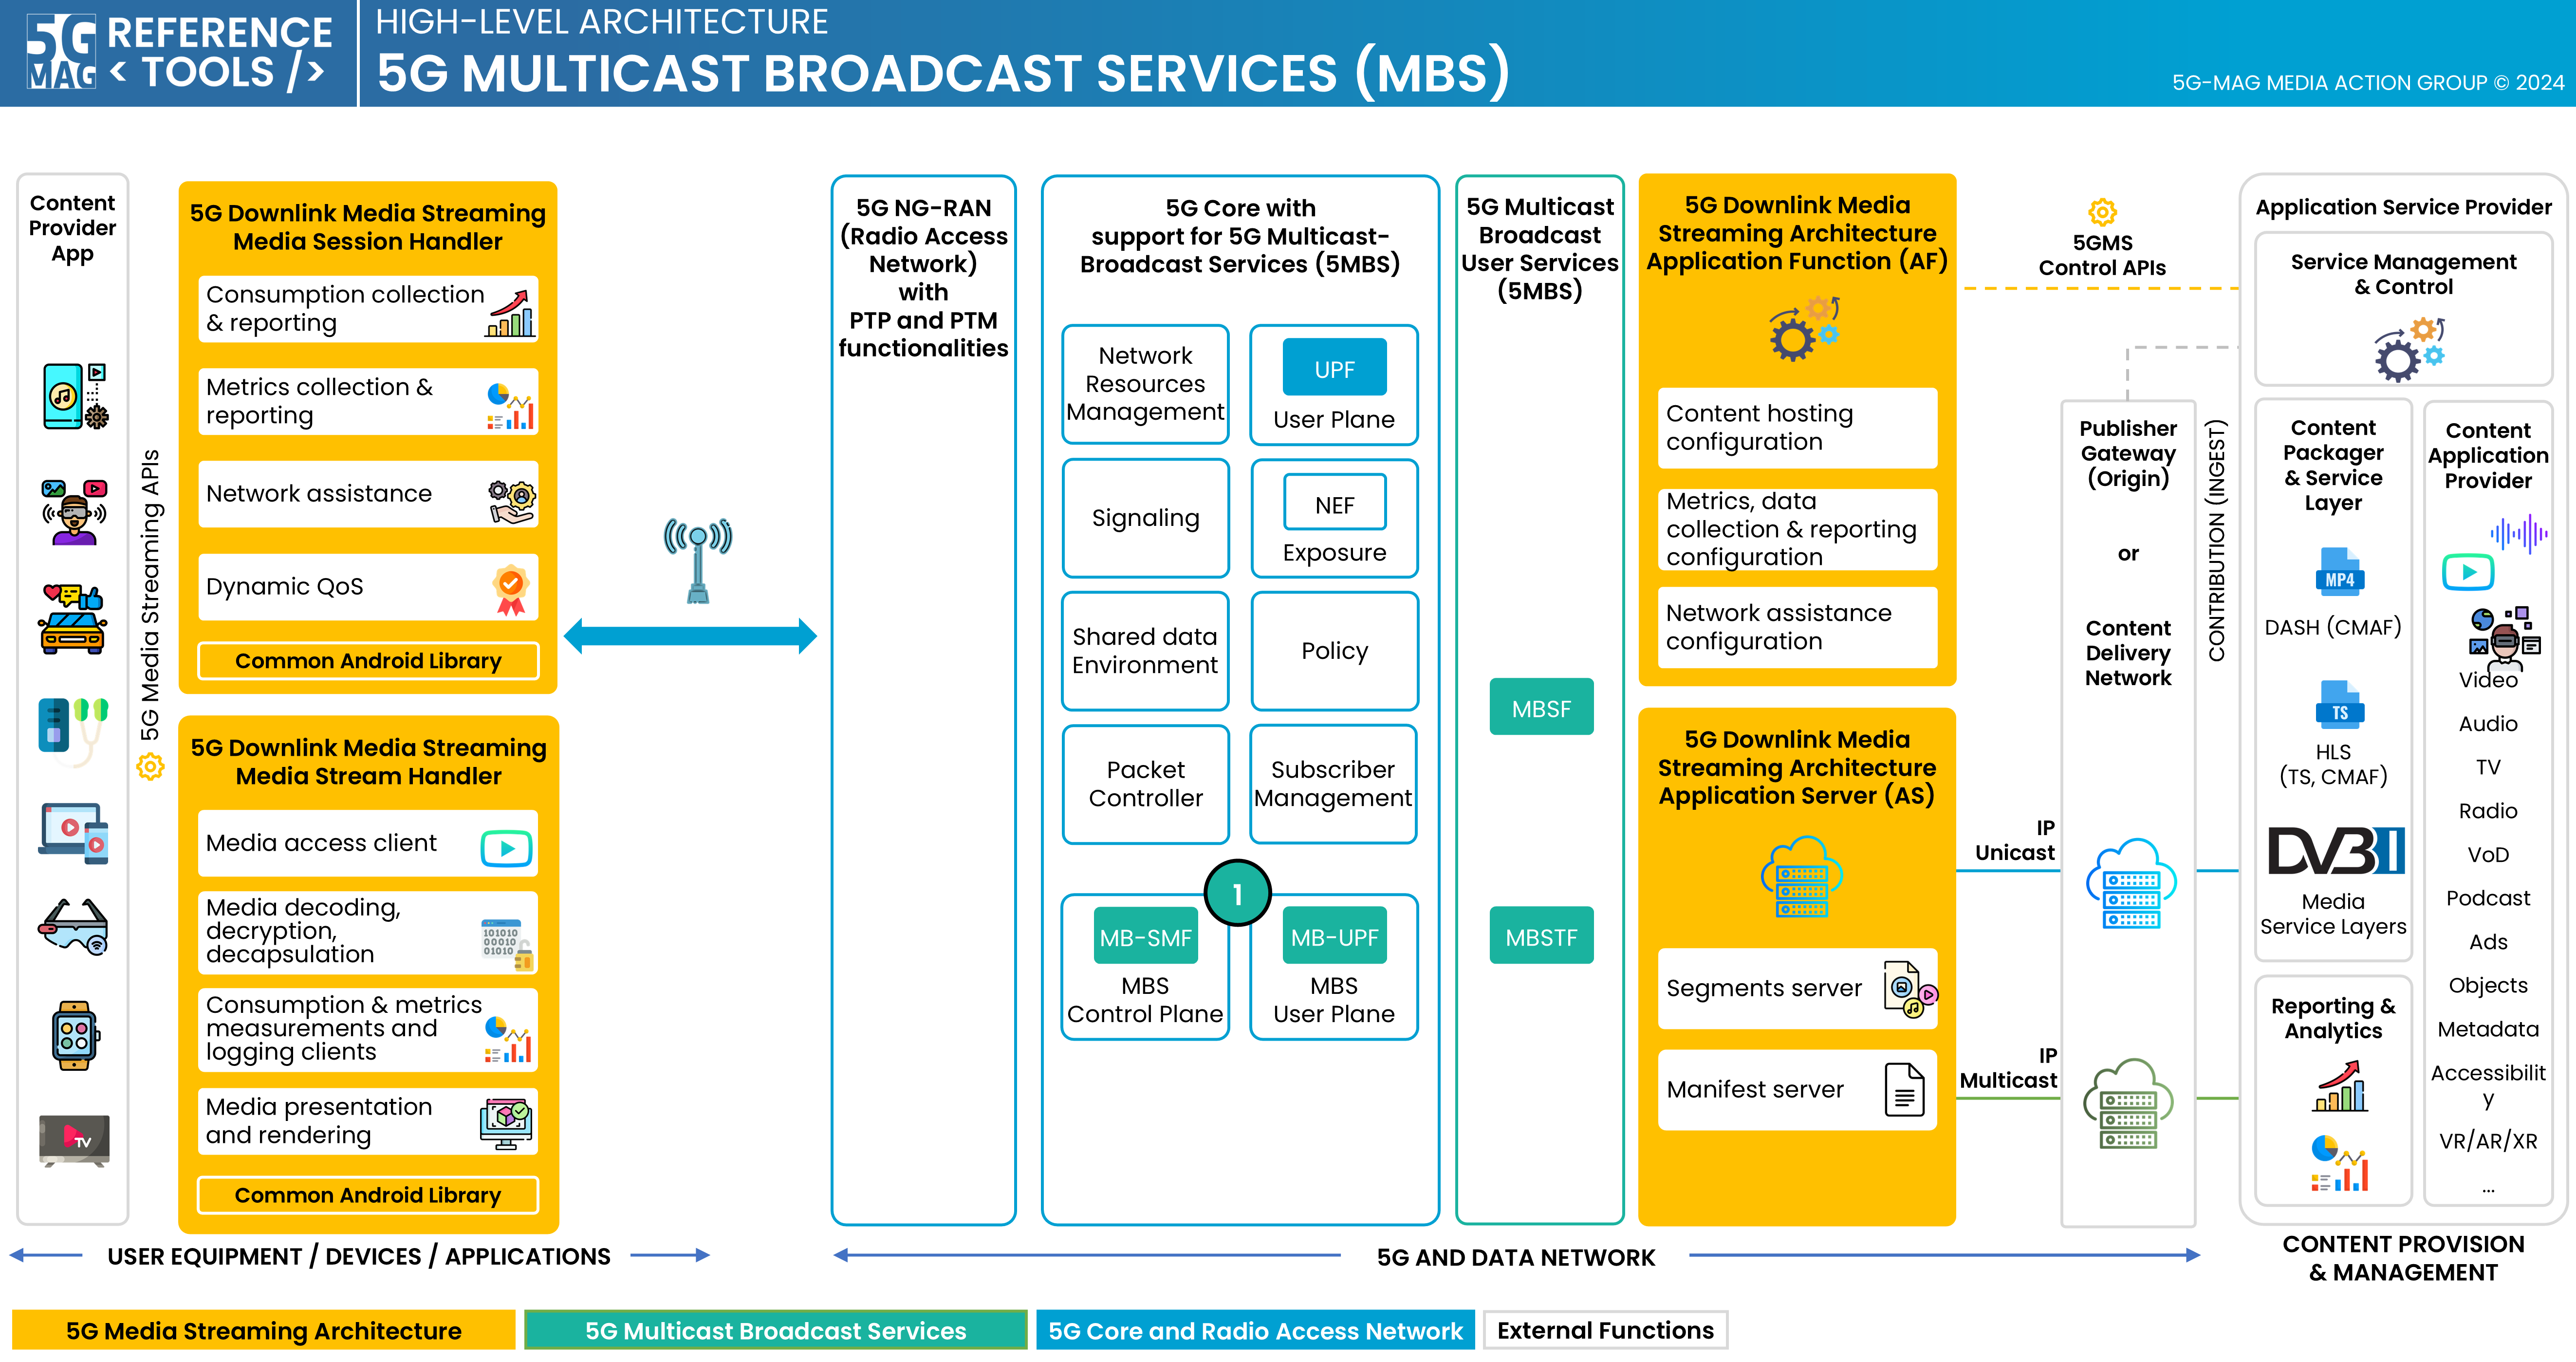 5G
MAG
REFERENCE
< TOOLS />
HIGH-LEVEL ARCHITECTURE
5G MULTICAST BROADCAST SERVICES (MBS)
5G-MAG MEDIA ACTION GROUP © 2024
Content
Provider
App
TV
5G Media Streaming APIs
5G Downlink Media Streaming
Media Session Handler
Consumption collection
& reporting
Metrics collection &
reporting
Network assistance
Dynamic QoS
Common Android Library
5G Downlink Media Streaming
Media Stream Handler
Media access client
Media decoding,
decryption,
decapsulation
101010
00010
01010
Consumption & metrics
measurements and
logging clients
Media presentation
and rendering
Common Android Library
5G NG-RAN
(Radio Access
Network)
with
PTP and PTM
functionalities
5G Core with
support for 5G Multicast-
Broadcast Services (5MBS)
Network
Resources
Management
UPF
User Plane
Signaling
NEF
Exposure
Shared data
Environment
Policy
Packet
Controller
Subscriber
Management
1
MB-SMF
MBS
Control Plane
MB-UPF
MBS
User Plane
5G Multicast
Broadcast
User Services
(5MBS)
MBSF
MBSTF
5G Downlink Media
Streaming Architecture
Application Function (AF)
Content hosting
configuration
Metrics, data
collection & reporting
configuration
Network assistance
configuration
5G Downlink Media
Streaming Architecture
Application Server (AS)
Segments server
Manifest server
5GMS
Control APIs
IP
Unicast
IP
Multicast
Publisher
Gateway
(Origin)
or
Content
Delivery
Network
CONTRIBUTION (INGEST)
Application Service Provider
Service Management
& Control
Content
Packager
& Service
Layer
MP4
DASH (CMAF)
TS
HLS
(TS, CMAF)
DVB I
Media
Service Layers
Reporting &
Analytics
Content
Application
Provider
Video
Audio
TV
Radio
VoD
Podcast
Ads
Objects
Metadata
Accessibilit
y
VR/AR/XR
...
USER EQUIPMENT / DEVICES / APPLICATIONS
5G AND DATA NETWORK
CONTENT PROVISION
& MANAGEMENT
5G Media Streaming Architecture
5G Multicast Broadcast Services
5G Core and Radio Access Network
External Functions